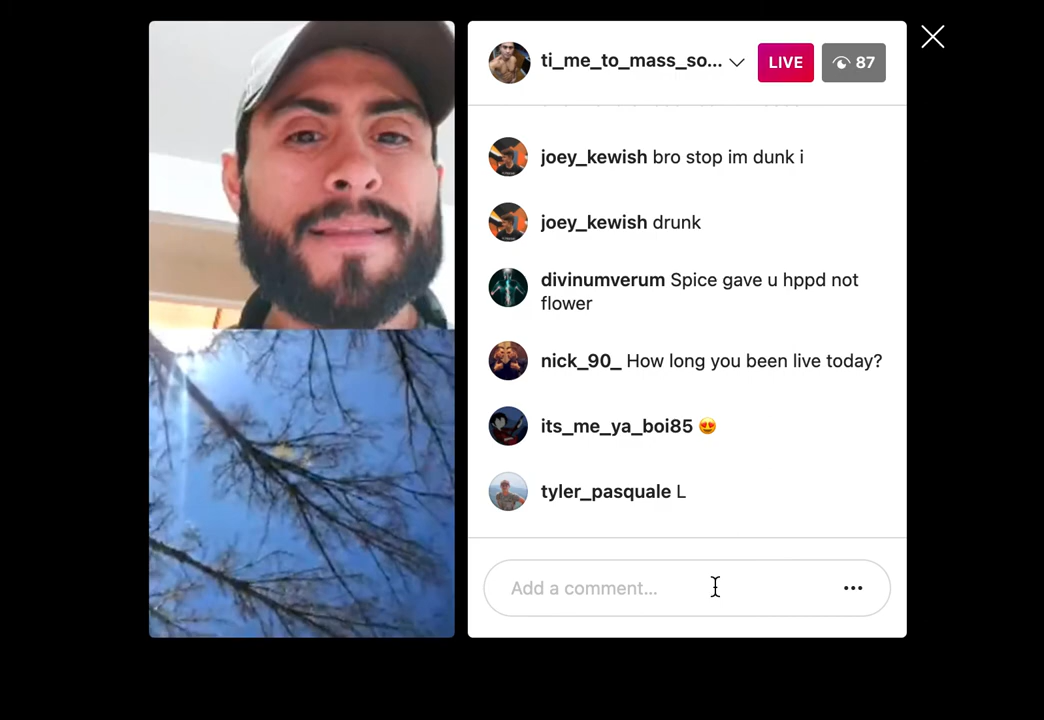 ti_me_to_mass_so...
LIVE
87
joey_kewish bro stop im dunk i
joey_kewish drunk
divinumverum Spice gave u hppd not
flower
nick_90_ How long you been live today?
its_me_ya_boi85 😍
tyler_pasquale L
Add a comment...